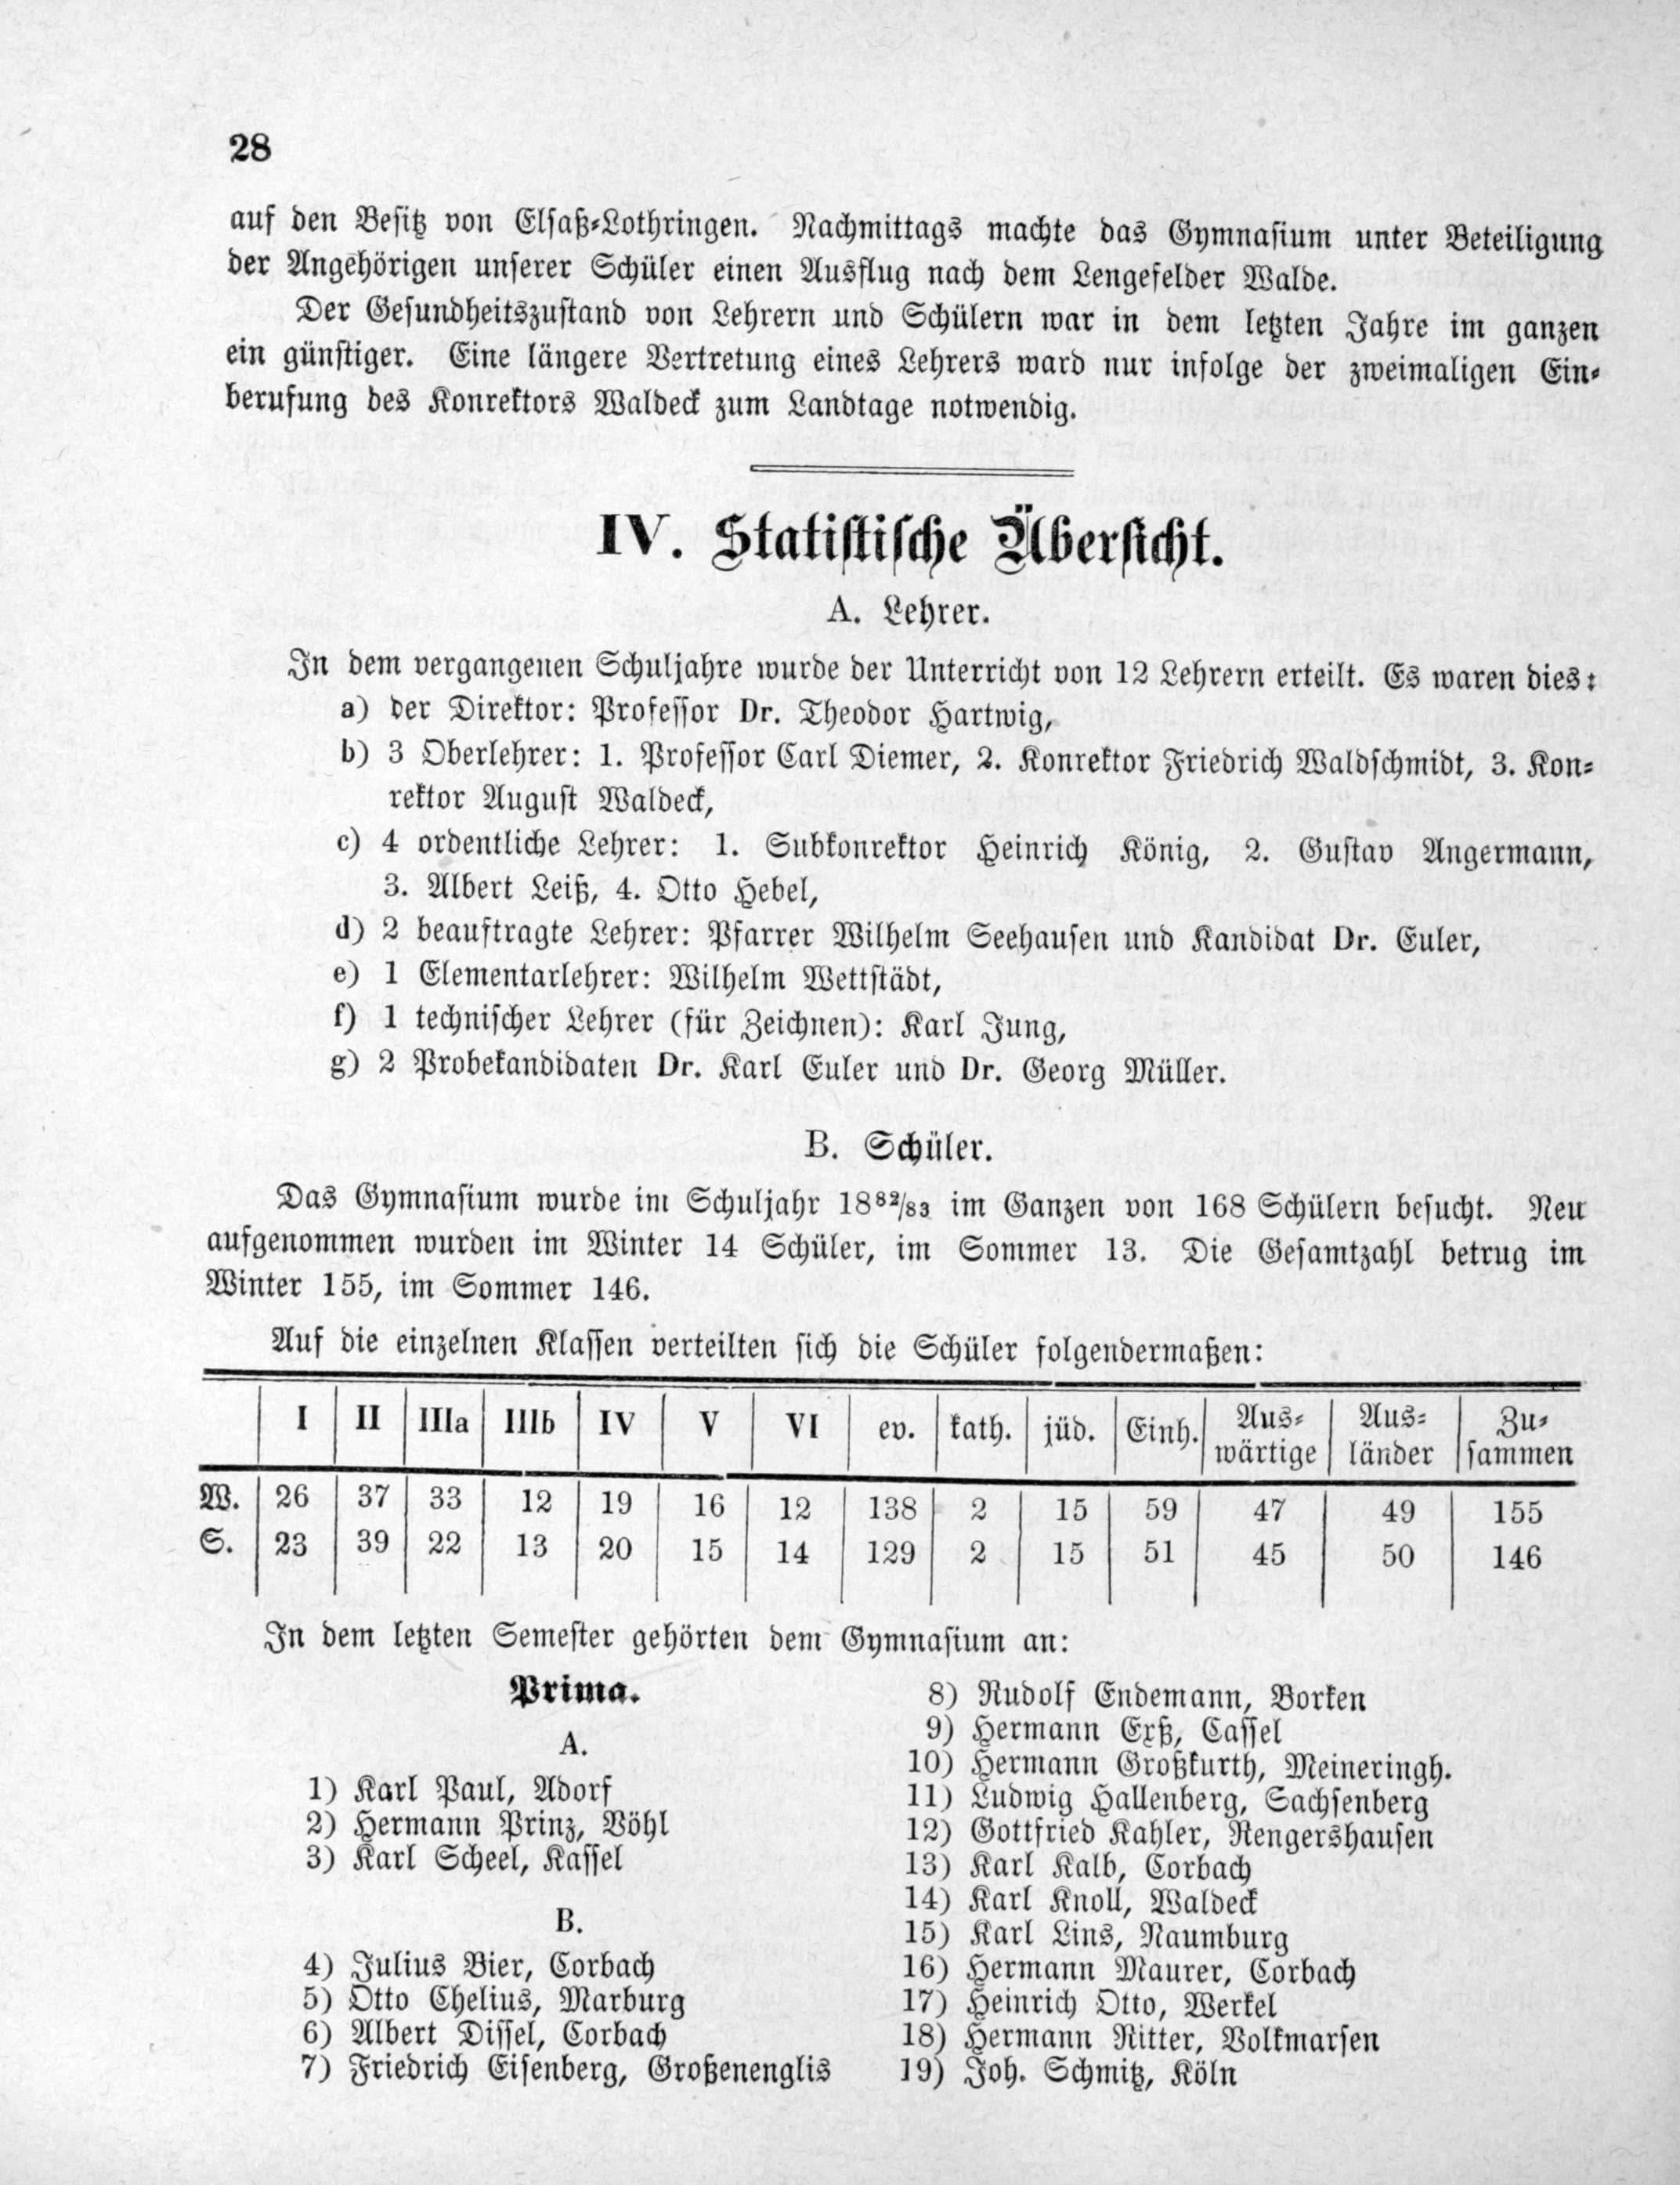 28
auf den Besitz von Elsaß-Lothringen. Nachmittags machte das Gymnasium unter Beteiligung
der Angehörigen unserer Schüler einen Ausflug nach dem Lengefelder Walde.
Der Gesundheitszustand von Lehrern und Schülern war in dem letzten Jahre im ganzen
ein günstiger. Eine längere Vertretung eines Lehrers ward nur infolge der zweimaligen Ein-
berufung des Konrektors Waldeck zum Landtage notwendig.
IV. Statistische Übersicht.
A. Lehrer.
In dem vergangenen Schuljahre wurde der Unterricht von 12 Lehrern erteilt. Es waren dies:
a) der Direktor: Professor Dr. Theodor Hartwig,
b) 3 Oberlehrer: 1. Professor Carl Diemer, 2. Konrektor Friedrich Waldschmidt, 3. Kon-
rektor August Waldeck,
c) 4 ordentliche Lehrer: 1. Subkonrektor Heinrich König, 2. Gustav Angermann,
3. Albert Leiß, 4. Otto Hebel,
d) 2 beauftragte Lehrer: Pfarrer Wilhelm Seehausen und Kandidat Dr. Euler,
e) 1 Elementarlehrer: Wilhelm Wettstädt,
f) 1 technischer Lehrer (für Zeichnen): Karl Jung,
g) 2 Probekandidaten Dr. Karl Euler und Dr. Georg Müller.
B. Schüler.
Das Gymnasium wurde im Schuljahr 1882/83 im Ganzen von 168 Schülern besucht. Neu
aufgenommen wurden im Winter 14 Schüler, im Sommer 13. Die Gesamtzahl betrug im
Winter 155, im Sommer 146.
Auf die einzelnen Klassen verteilten sich die Schüler folgendermaßen:
I II IIIa IIIb IV V VI ev. kath. jüd. Einh. Aus- Aus- Zu-
wärtige länder sammen
W. 26 37 33 12 19 16 12 138 2 15 59 47 49 155
S. 23 39 22 13 20 15 14 129 2 15 51 45 50 146
In dem letzten Semester gehörten dem Gymnasium an:
Prima.
A.
1) Karl Paul, Adorf
2) Hermann Prinz, Vöhl
3) Karl Scheel, Kassel
B.
4) Julius Bier, Corbach
5) Otto Chelius, Marburg
6) Albert Dissel, Corbach
7) Friedrich Eisenberg, Großenenglis
8) Rudolf Endemann, Borken
9) Hermann Erß, Cassel
10) Hermann Großkurth, Meineringh.
11) Ludwig Hallenberg, Sachsenberg
12) Gottfried Kahler, Rengershausen
13) Karl Kalb, Corbach
14) Karl Knoll, Waldeck
15) Karl Lins, Naumburg
16) Hermann Maurer, Corbach
17) Heinrich Otto, Werkel
18) Hermann Ritter, Volkmarsen
19) Joh. Schmitz, Köln